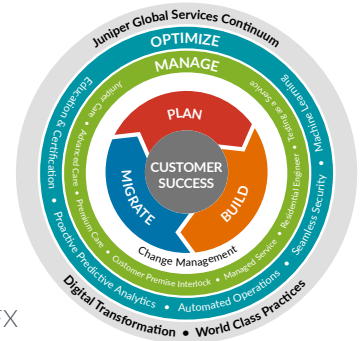 Juniper Global Services Continuum
OPTIMIZE
MANAGE
Education & Certification • Proactive Predictive Analytics • Automated Operations • Seamless Security • Machine Learning
Juniper Care • Advanced Care • Premium Care • Customer Premise Interlock • Managed Service • Residential Engineer • Testing as a Service
PLAN
BUILD
MIGRATE
CUSTOMER
SUCCESS
Change Management
Digital Transformation • World Class Practices
FX